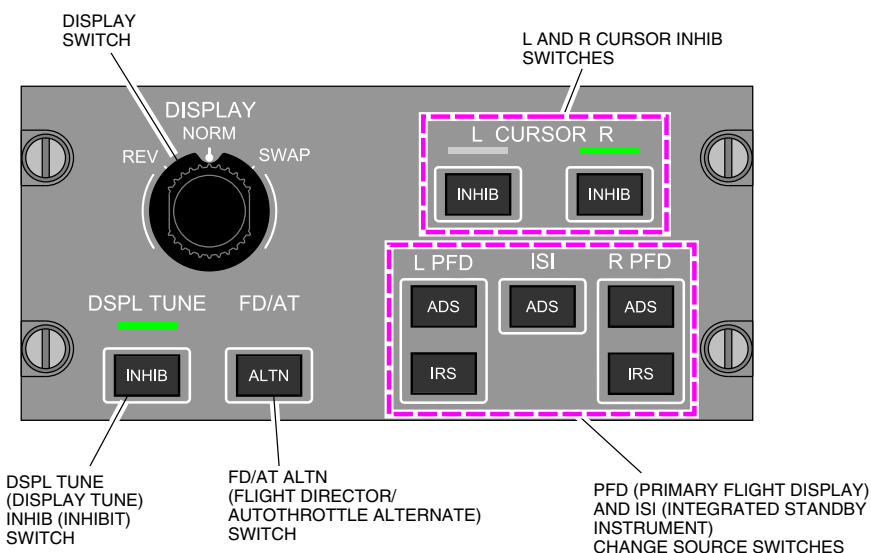 DISPLAY
SWITCH
L AND R CURSOR INHIB
SWITCHES
DISPLAY
NORM
REV
SWAP
L CURSOR R
INHIB
INHIB
L PFD
ISI
R PFD
ADS
ADS
ADS
IRS
IRS
DSPL TUNE
FD/AT
INHIB
ALTN
DSPL TUNE
(DISPLAY TUNE)
INHIB (INHIBIT)
SWITCH
FD/AT ALTN
(FLIGHT DIRECTOR/
AUTOTHROTTLE ALTERNATE)
SWITCH
PFD (PRIMARY FLIGHT DISPLAY)
AND ISI (INTEGRATED STANDBY
INSTRUMENT)
CHANGE SOURCE SWITCHES